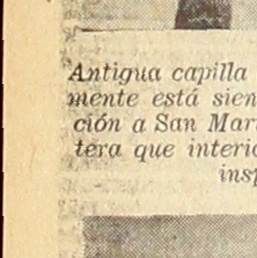 Antigua capilla
mente está sien
ción a San Mar
tera que interio
insp